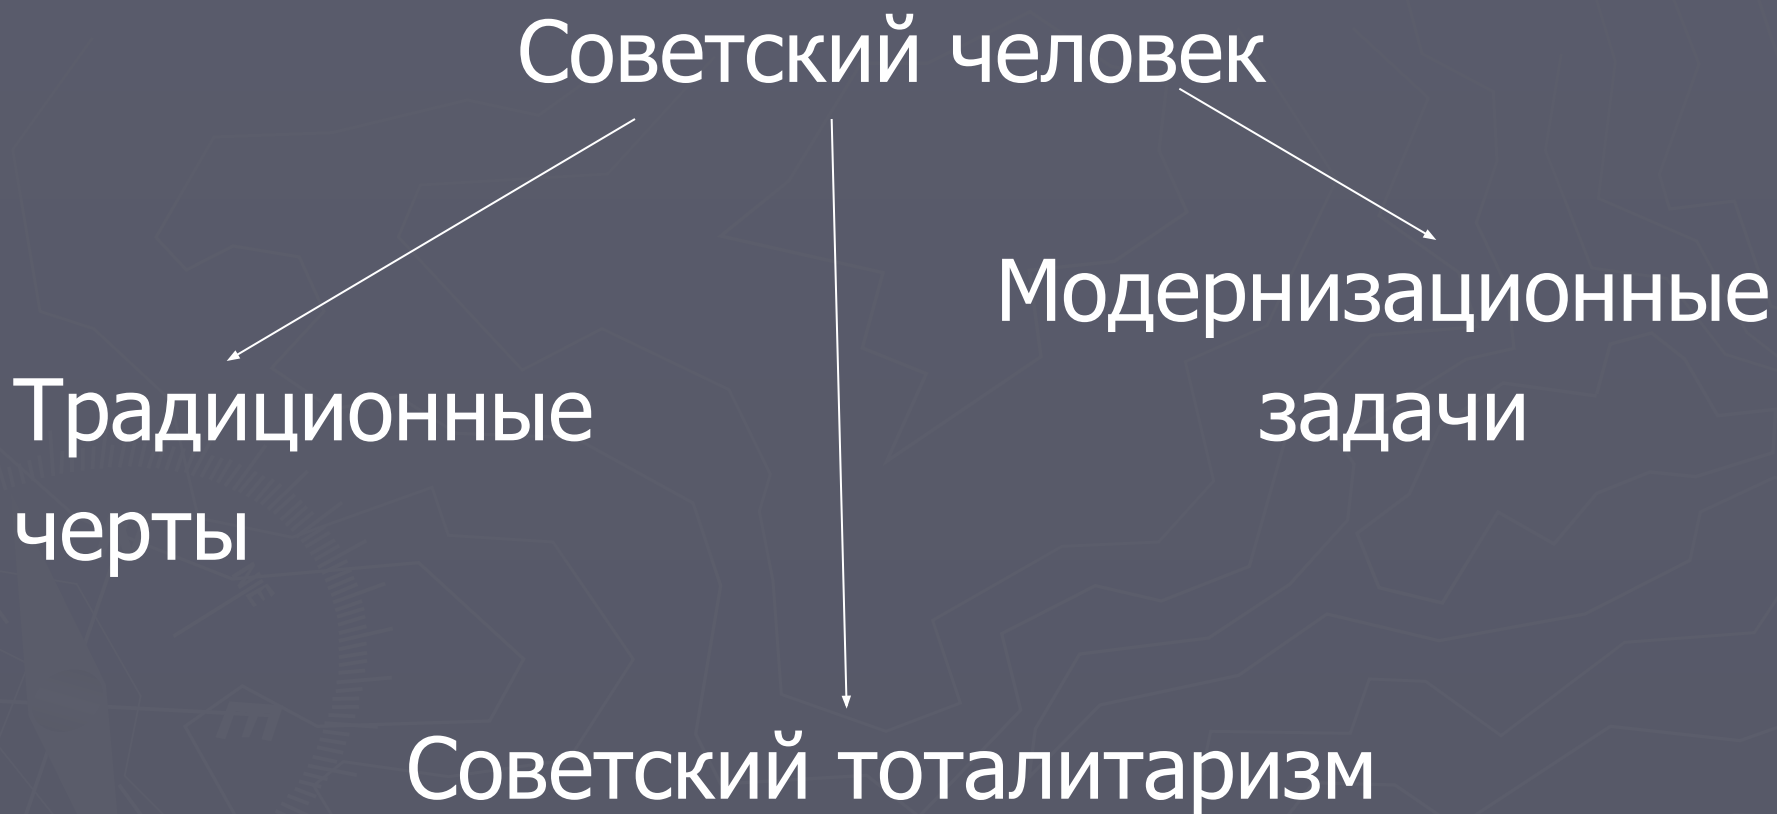 Советский человек
Традиционные
черты
Модернизационные
задачи
Советский тоталитаризм